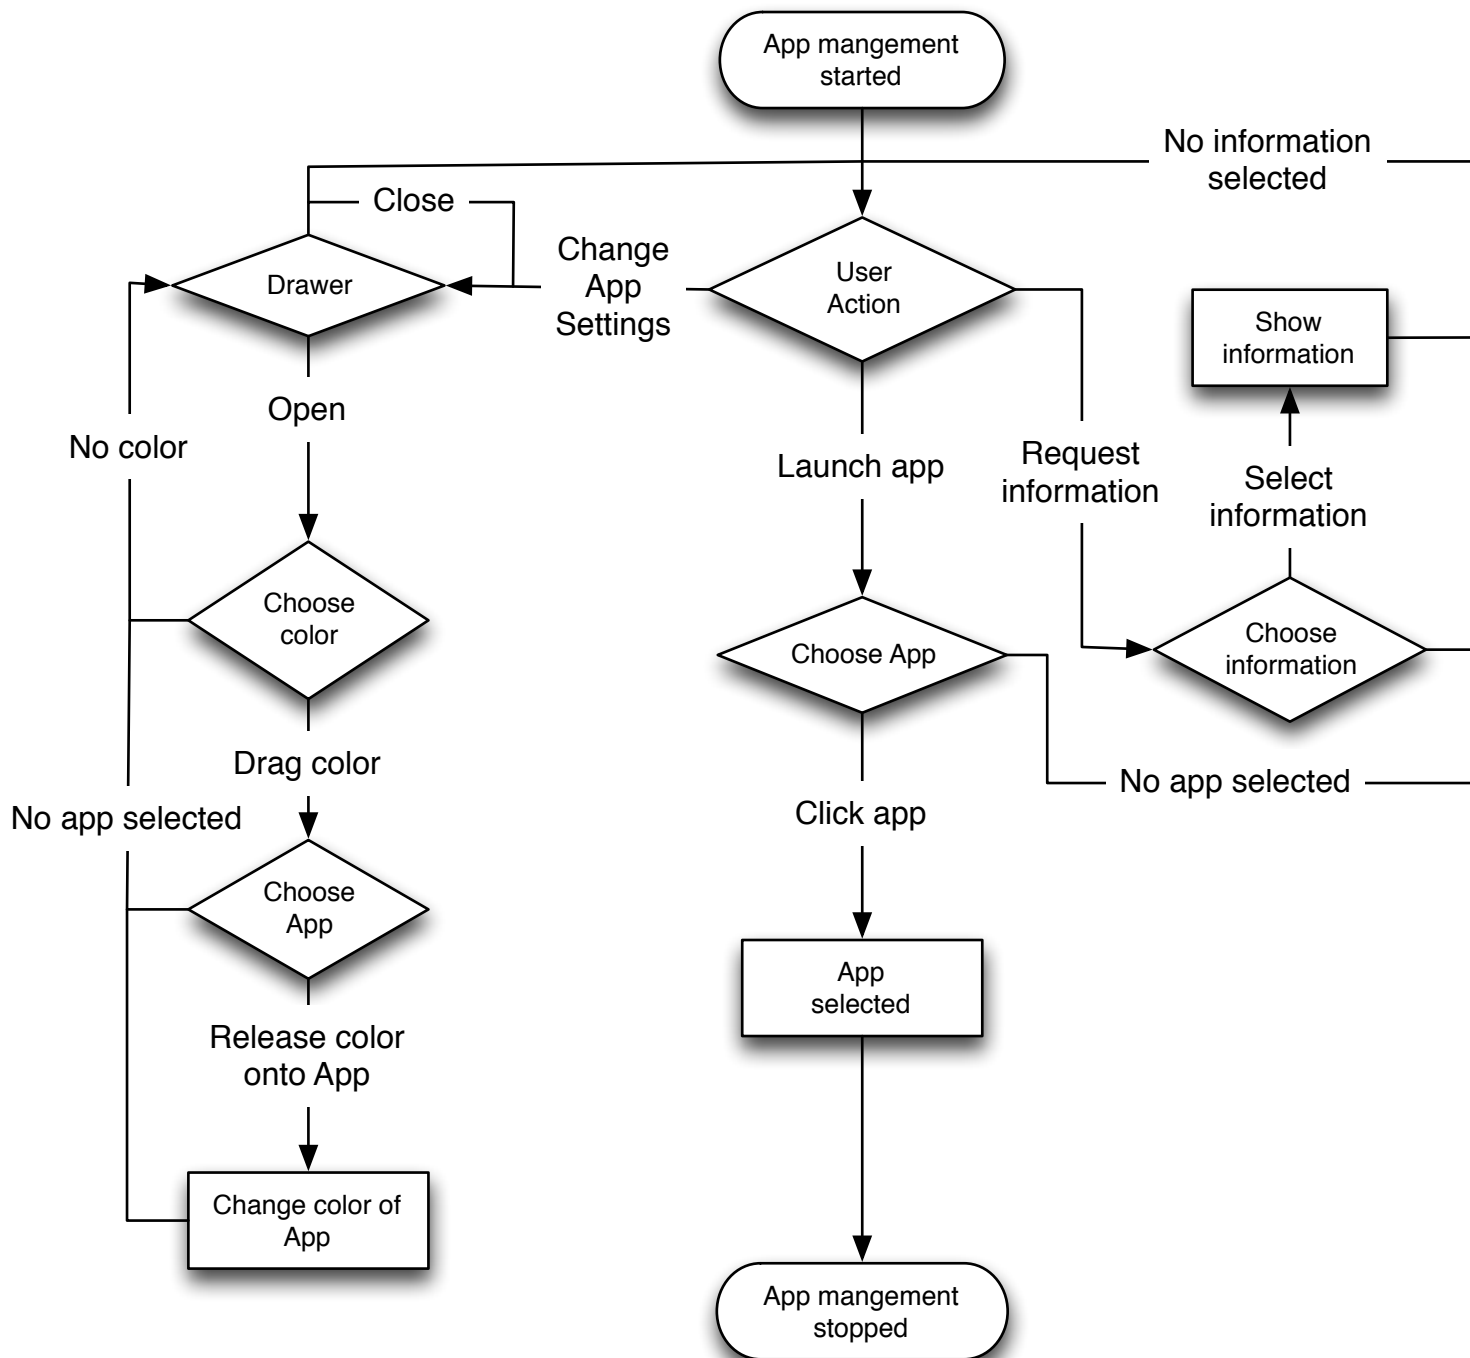 App mangement
started
No information
selected
Close
Change
App
Settings
Drawer
User
Action
Show
information
Open
No color
Launch app
Request
information
Select
information
Choose
color
Choose App
Choose
information
Drag color
No app selected
No app selected
Click app
Choose
App
App
selected
Release color
onto App
Change color of
App
App mangement
stopped